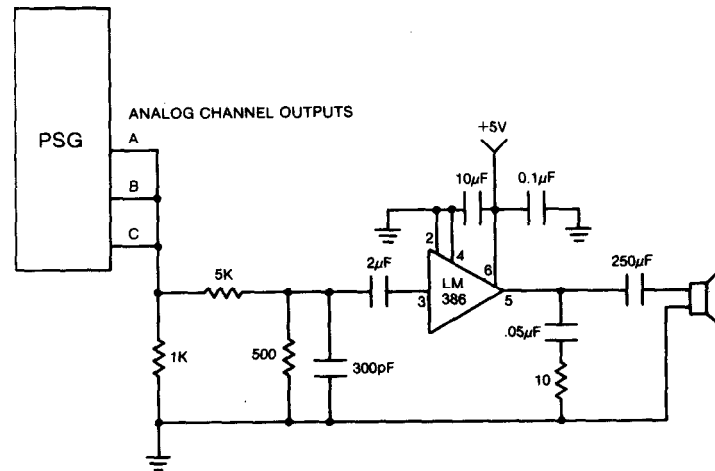 ANALOG CHANNEL OUTPUTS
PSG
A
B
C
+5V
10µF
0.1µF
2
4
6
2µF
3
LM
386
5
250µF
5K
1K
500
300pF
.05µF
10